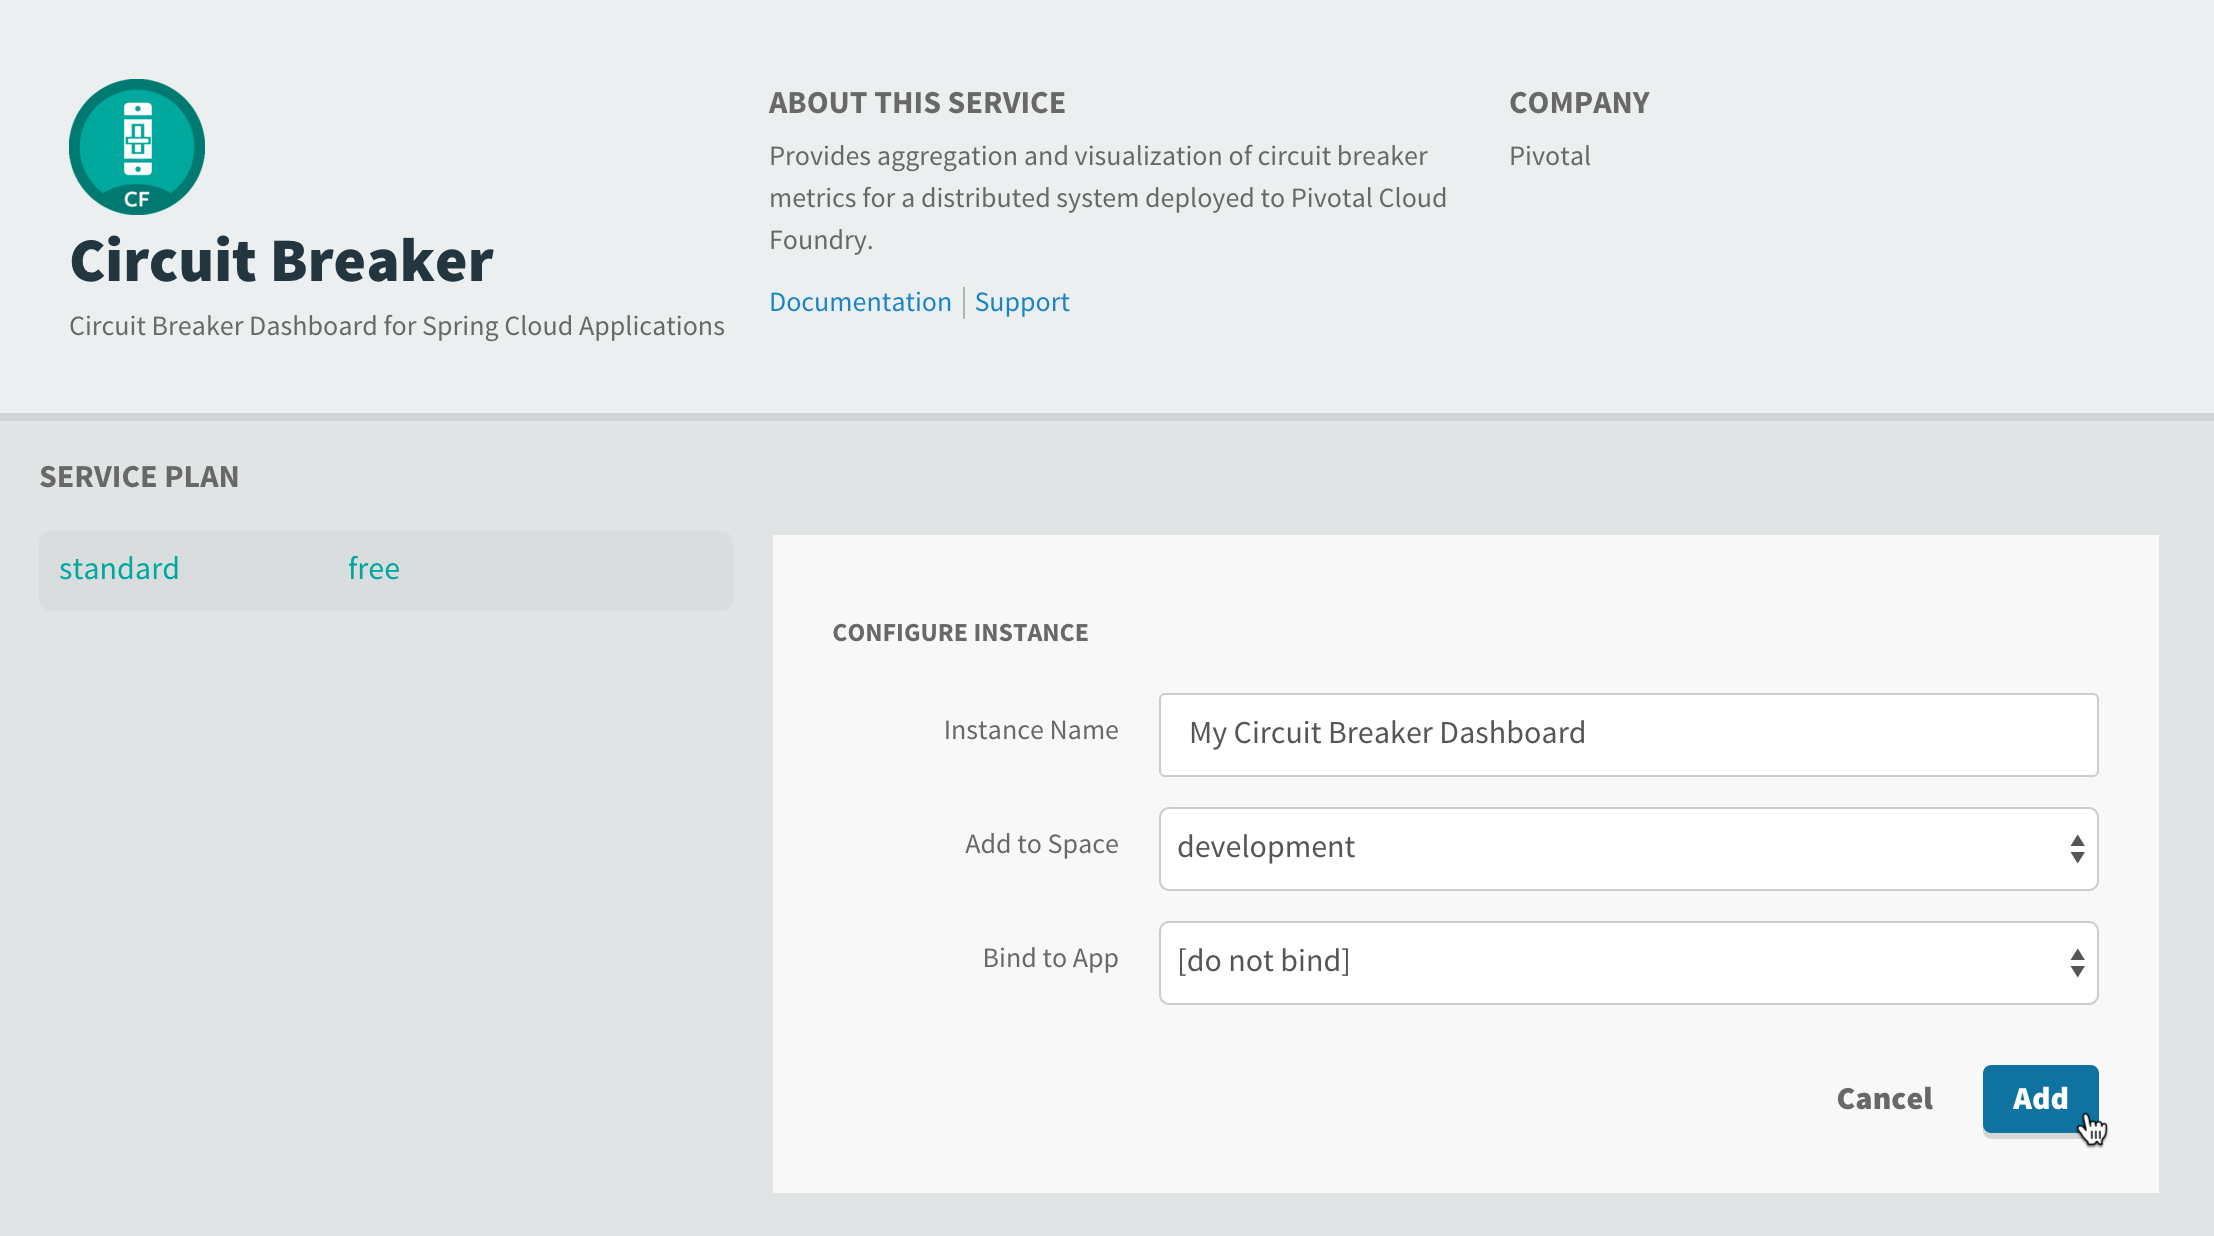 CF
Circuit Breaker
Circuit Breaker Dashboard for Spring Cloud Applications
ABOUT THIS SERVICE
Provides aggregation and visualization of circuit breaker
metrics for a distributed system deployed to Pivotal Cloud
Foundry.
Documentation | Support
COMPANY
Pivotal
SERVICE PLAN
standard free
CONFIGURE INSTANCE
Instance Name My Circuit Breaker Dashboard
Add to Space development
Bind to App [do not bind]
Cancel Add